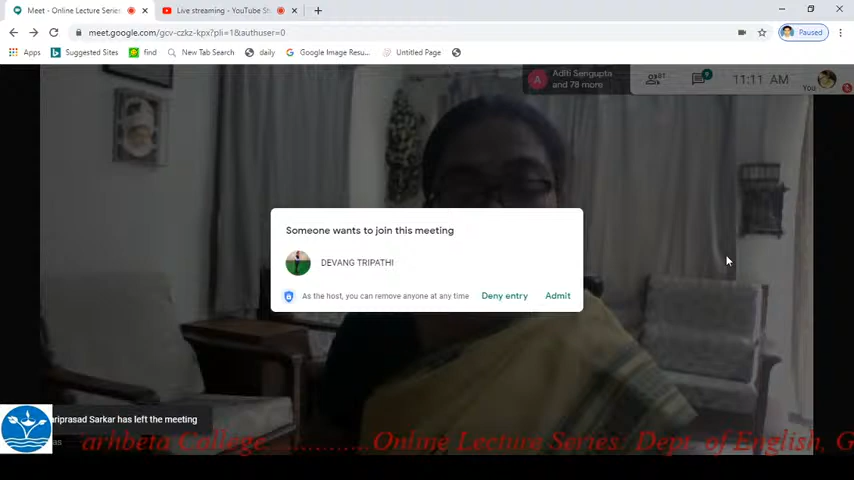 Meet - Online Lecture Series
Live streaming - YouTube
meet.google.com/gcv-czkz-kpx?pli=1&authuser=0
Paused
Apps
Suggested Sites
find
New Tab Search
daily
Google Image Resu...
Untitled Page
A
Aditi Sengupta
and 78 more
81
9
11:11 AM
You
Someone wants to join this meeting
DEVANG TRIPATHI
As the host, you can remove anyone at any time
Deny entry
Admit
ariprasad Sarkar has left the meeting
arhbeta College.............Online Lecture Series. Dept. of English, G